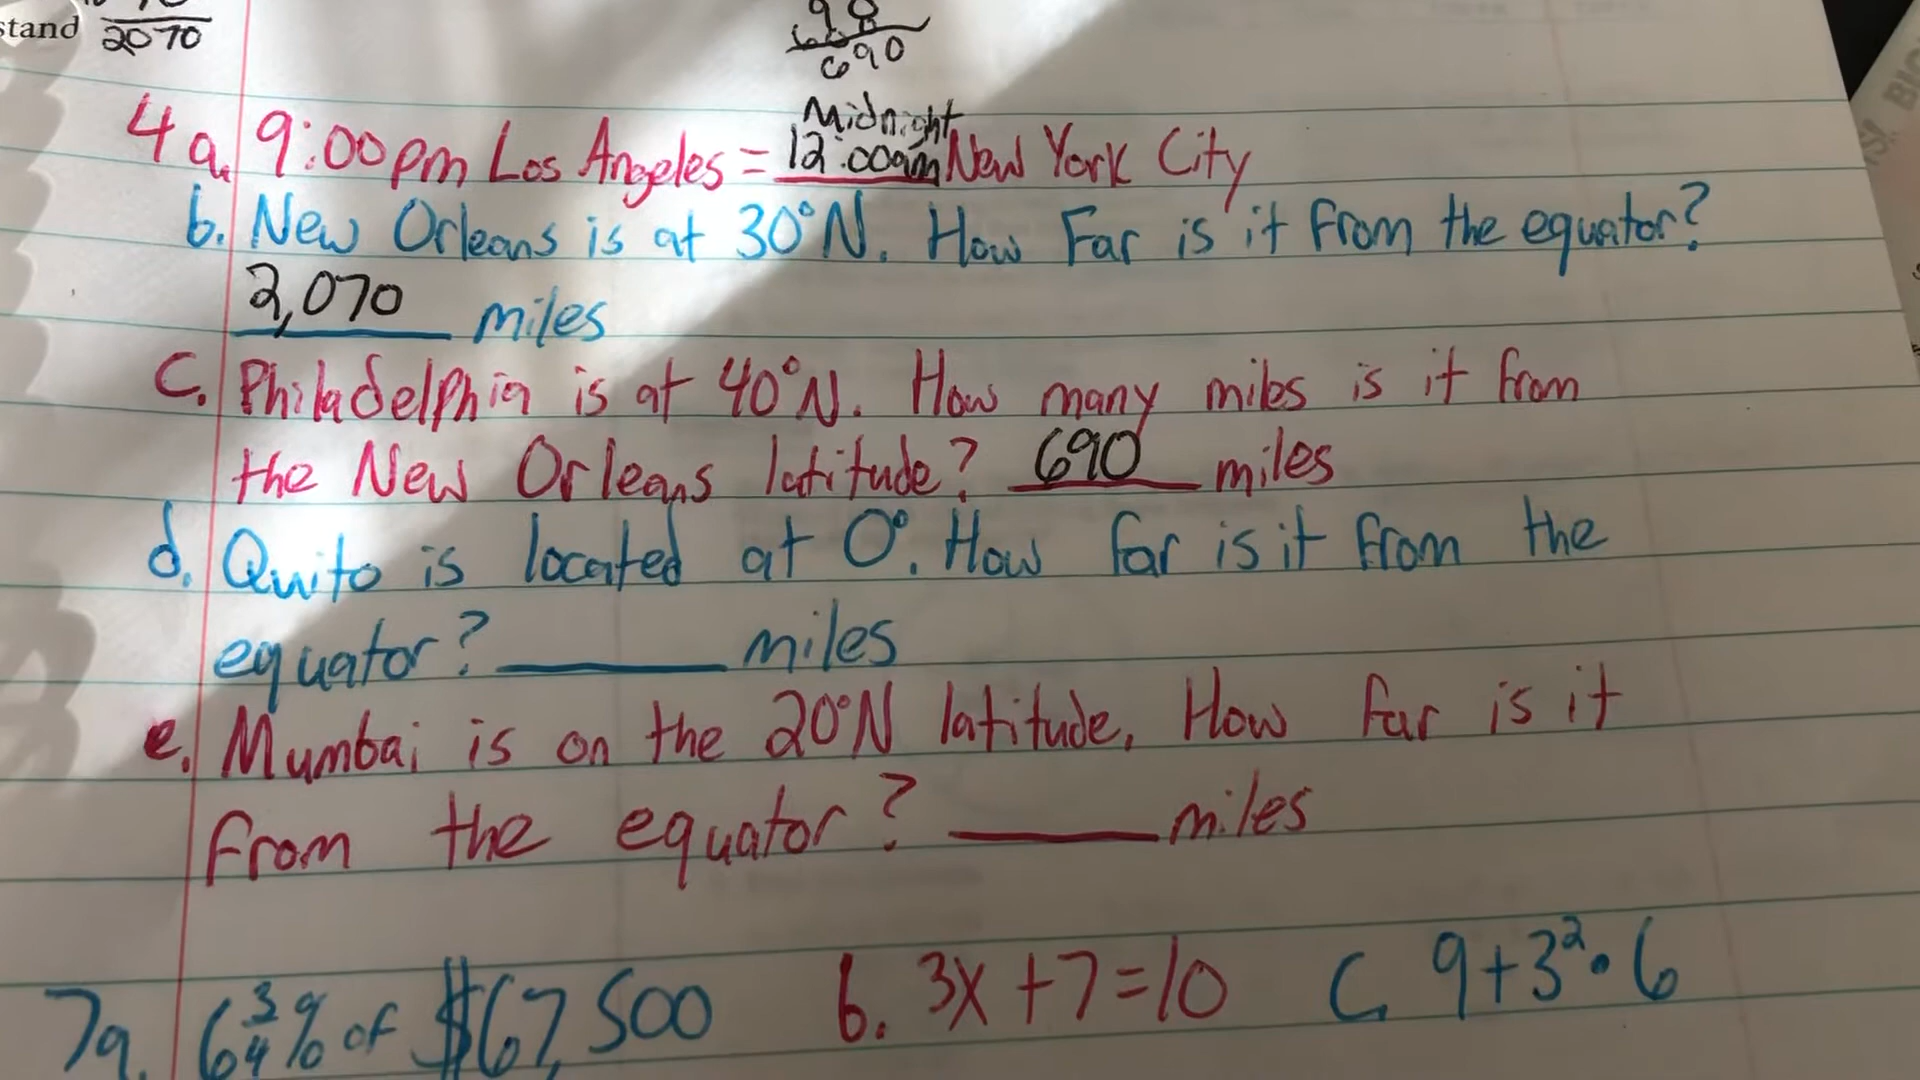 stand 2070
690
4a. 9:00pm Los Angeles = 12:00am New York City
Midnight
b. New Orleans is at 30°N. How Far is it from the equator?
2,070 miles
C. Philadelphia is at 40°N. How many miles is it from
the New Orleans latitude? 690 miles
d. Quito is located at 0°. How far is it from the
equator? ______ miles
e. Mumbai is on the 20°N latitude. How far is it
from the equator? ______ miles
7a. 6 3/4 % of $67,500 b. 3x + 7 = 10 C. 9 + 3² • 6